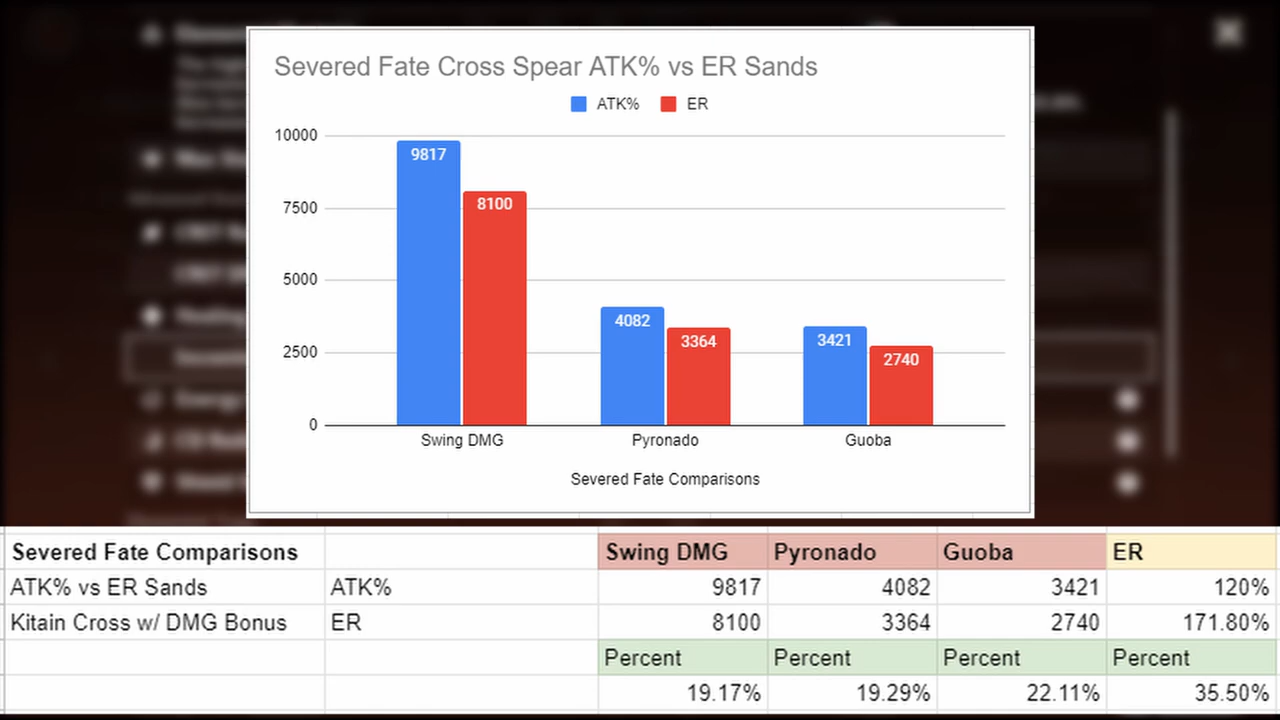 Severed Fate Cross Spear ATK% vs ER Sands
ATK% ER
10000
7500
5000
2500
0
9817
8100
4082
3364
3421
2740
Swing DMG Pyronado Guoba
Severed Fate Comparisons
Severed Fate Comparisons Swing DMG Pyronado Guoba ER
ATK% vs ER Sands ATK% 9817 4082 3421 120%
Kitain Cross w/ DMG Bonus ER 8100 3364 2740 171.80%
Percent Percent Percent Percent
19.17% 19.29% 22.11% 35.50%